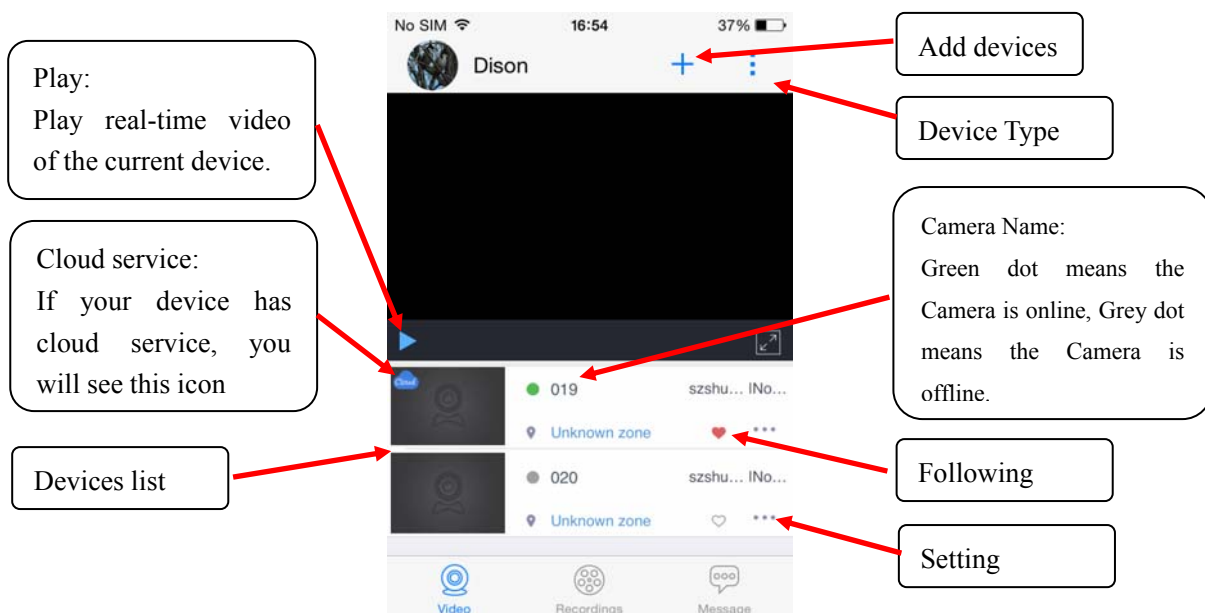 No SIM 16:54 37%
Dison
Play:
Play real-time video
of the current device.
Add devices
Device Type
Cloud service:
If your device has
cloud service, you
will see this icon
Camera Name:
Green dot means the
Camera is online, Grey dot
means the Camera is
offline.
Cloud
019 szshu... |No...
Unknown zone
Devices list
020 szshu... |No...
Unknown zone
Following
Setting
Video Recordings Message